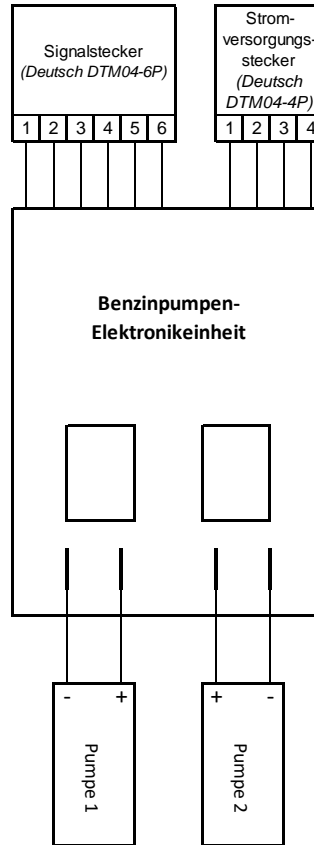 Signalstecker
(Deutsch DTM04-6P)
1 2 3 4 5 6
Strom-
versorgungs-
stecker
(Deutsch
DTM04-4P)
1 2 3 4
Benzinpumpen-
Elektronikeinheit
- +
Pumpe 1
+ -
Pumpe 2